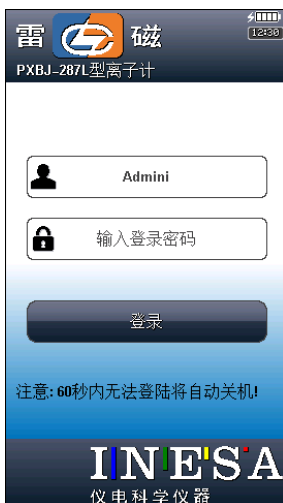 雷 磁
12:30
PXBJ-287L型离子计
Admini
输入登录密码
登录
注意: 60秒内无法登陆将自动关机!
INESA
仪电科学仪器